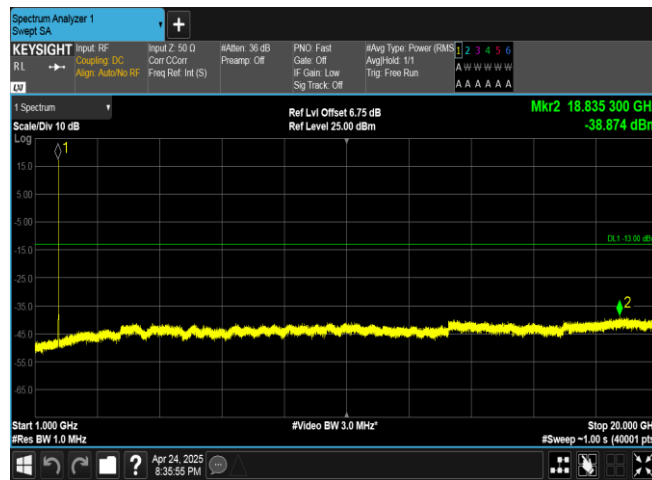 Spectrum Analyzer 1
Swept SA
+
KEYSIGHT Input: RF Input Z: 50 Ω #Atten: 36 dB PNO: Fast #Avg Type: Power (RMS 1 2 3 4 5 6
RL Coupling: DC Corr CCorr Preamp: Off Gate: Off Avg|Hold: 1/1 A W W W W W
Align: Auto/No RF Freq Ref: Int (S) IF Gain: Low Trig: Free Run
Sig Track: Off A A A A A A
LXI
1 Spectrum Ref Lvl Offset 6.75 dB Mkr2 18.835 300 GH
Scale/Div 10 dB Ref Level 25.00 dBm -38.874 dBm
Log
1
15.0
5.00
-5.00
DL1 -13.00 dB
-15.0
-25.0
2
-35.0
-45.0
-55.0
-65.0
Start 1.000 GHz #Video BW 3.0 MHz* Stop 20.000 GH
#Res BW 1.0 MHz #Sweep ~1.00 s (40001 pts
? Apr 24, 2025
8:35:55 PM